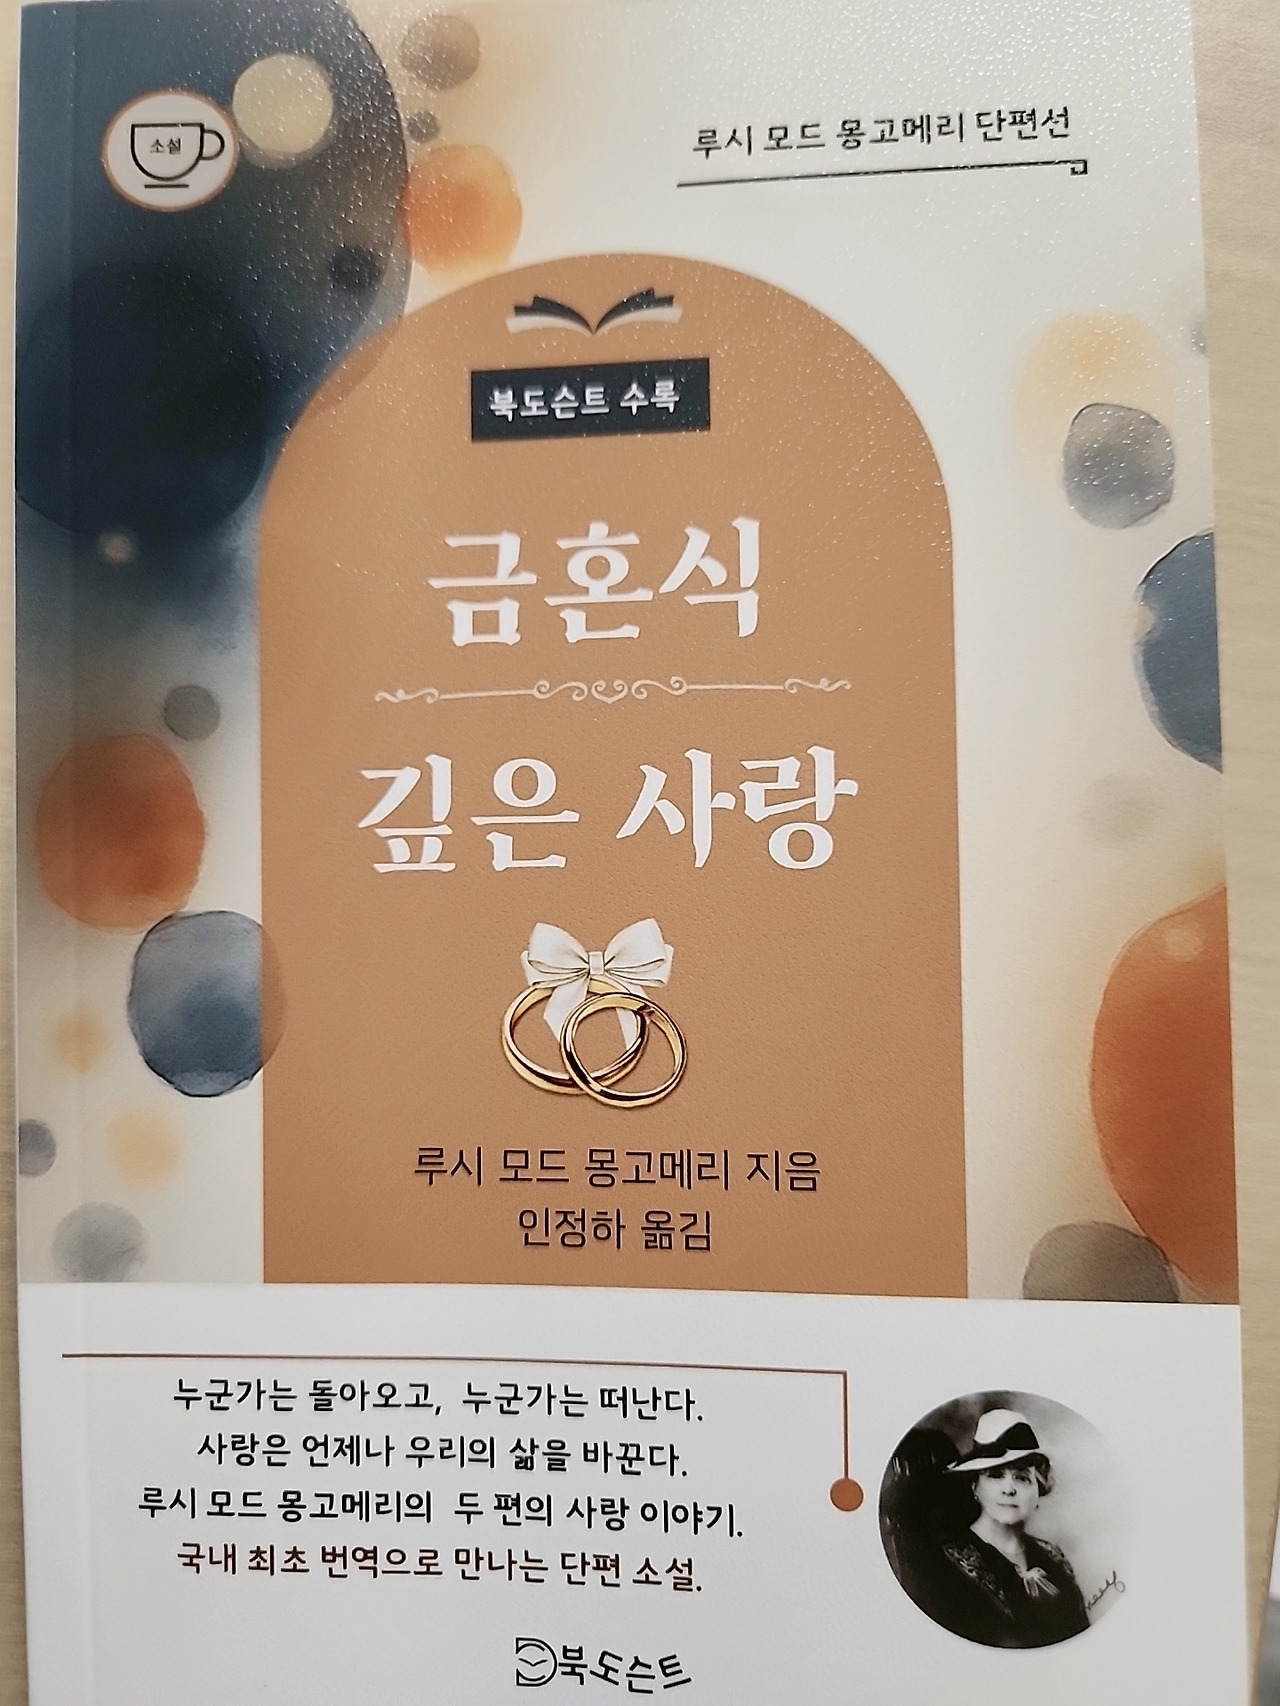 소설
루시 모드 몽고메리 단편선
북도슨트 수록
금혼식
깊은 사랑
루시 모드 몽고메리 지음
인정하 옮김
누군가는 돌아오고, 누군가는 떠난다.
사랑은 언제나 우리의 삶을 바꾼다.
루시 모드 몽고메리의 두 편의 사랑 이야기.
국내 최초 번역으로 만나는 단편 소설.
북도슨트